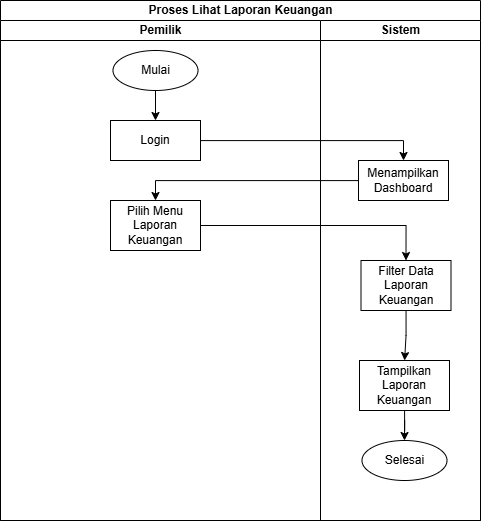 Proses Lihat Laporan Keuangan
Pemilik
Sistem
Mulai
Login
Menampilkan
Dashboard
Pilih Menu
Laporan
Keuangan
Filter Data
Laporan
Keuangan
Tampilkan
Laporan
Keuangan
Selesai